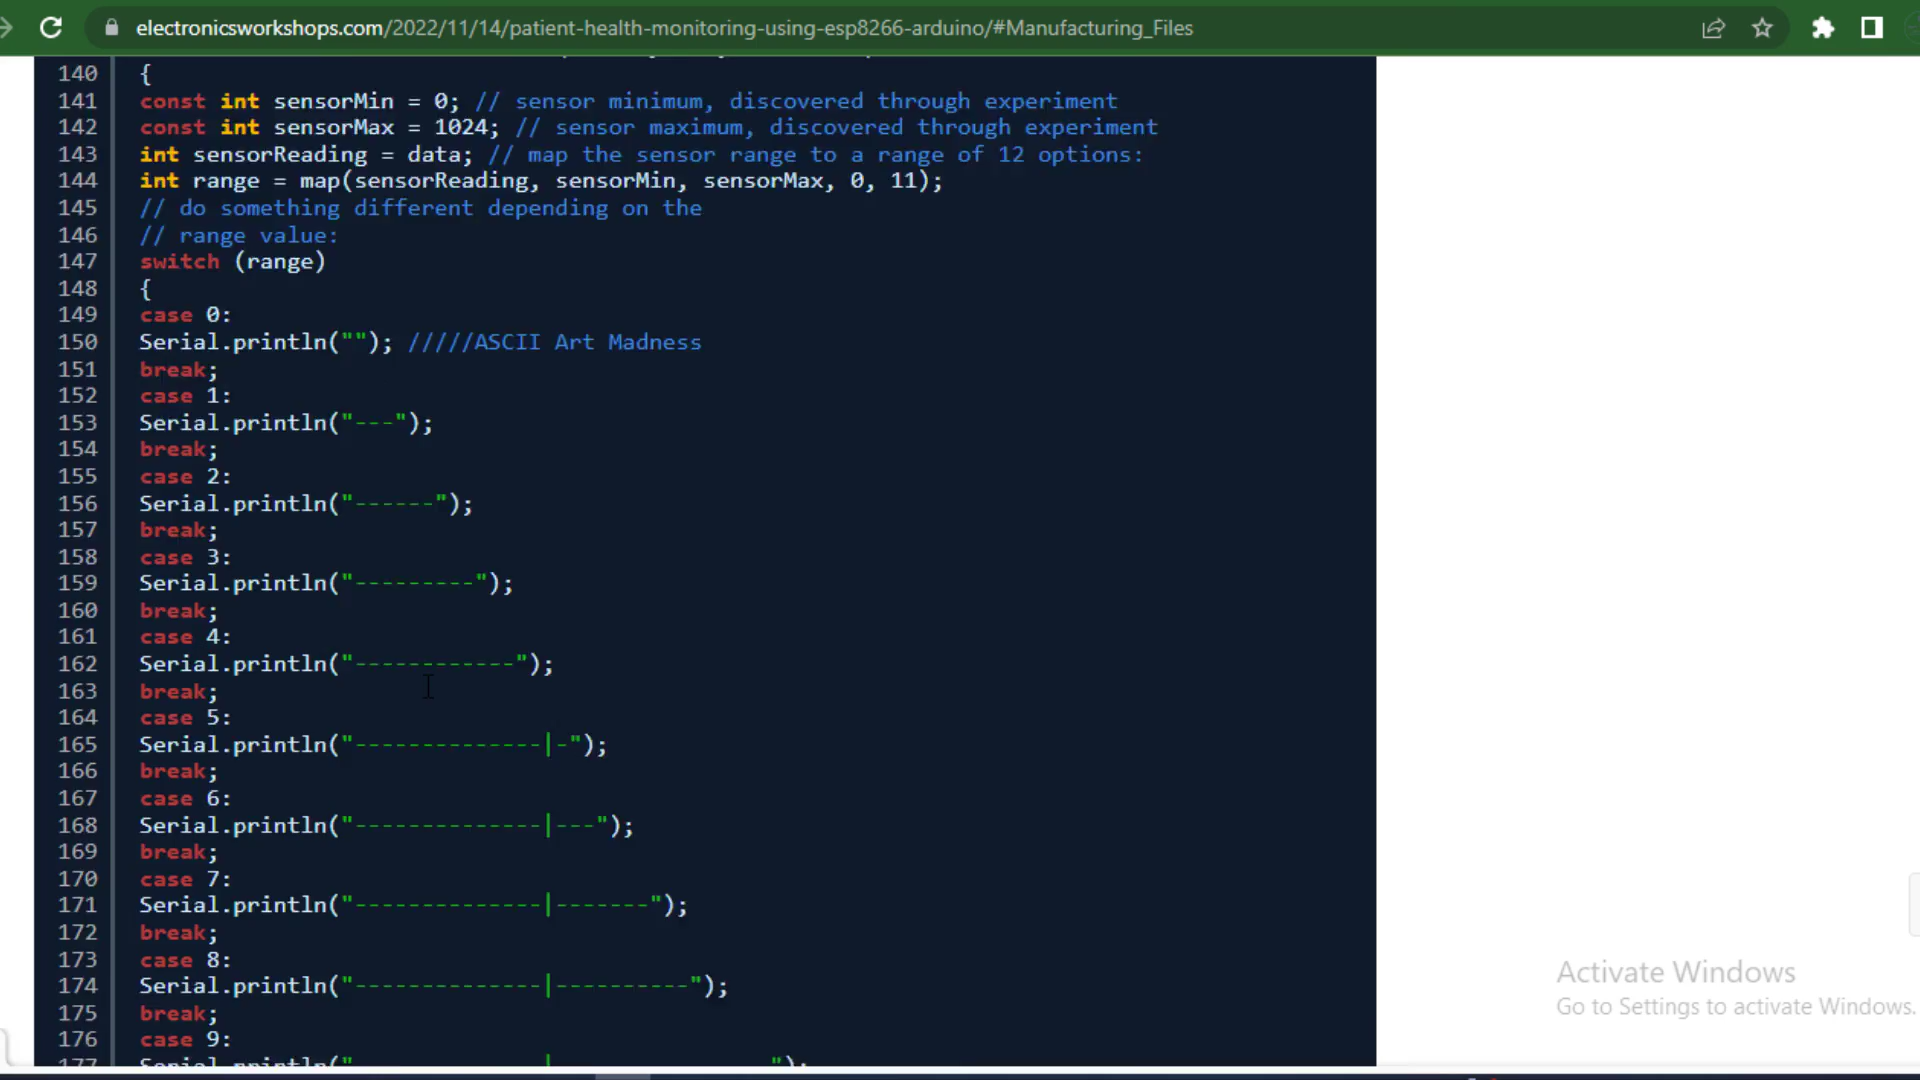 electronicsworkshops.com/2022/11/14/patient-health-monitoring-using-esp8266-arduino/#Manufacturing_Files
140 {
141 const int sensorMin = 0; // sensor minimum, discovered through experiment
142 const int sensorMax = 1024; // sensor maximum, discovered through experiment
143 int sensorReading = data; // map the sensor range to a range of 12 options:
144 int range = map(sensorReading, sensorMin, sensorMax, 0, 11);
145 // do something different depending on the
146 // range value:
147 switch (range)
148 {
149 case 0:
150 Serial.println(""); /////ASCII Art Madness
151 break;
152 case 1:
153 Serial.println("---");
154 break;
155 case 2:
156 Serial.println("------");
157 break;
158 case 3:
159 Serial.println("---------");
160 break;
161 case 4:
162 Serial.println("------------");
163 break;
164 case 5:
165 Serial.println("--------------|-");
166 break;
167 case 6:
168 Serial.println("--------------|---");
169 break;
170 case 7:
171 Serial.println("--------------|-------");
172 break;
173 case 8:
174 Serial.println("--------------|----------");
175 break;
176 case 9:
177 Serial.println("
Activate Windows
Go to Settings to activate Windows.